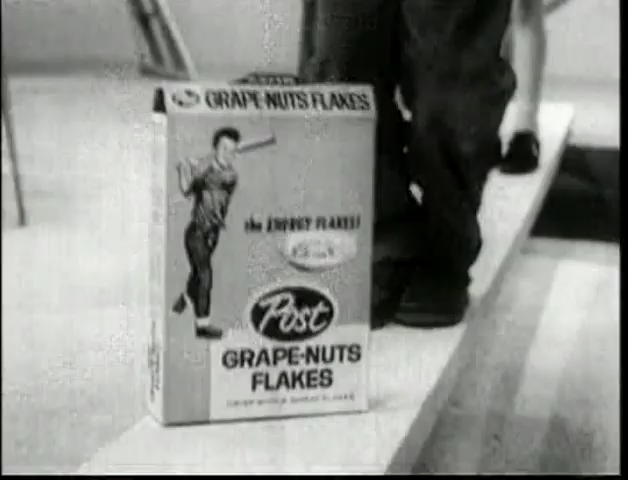 GRAPE-NUTS FLAKES
the ENERGY FLAKES!
Post
GRAPE-NUTS
FLAKES